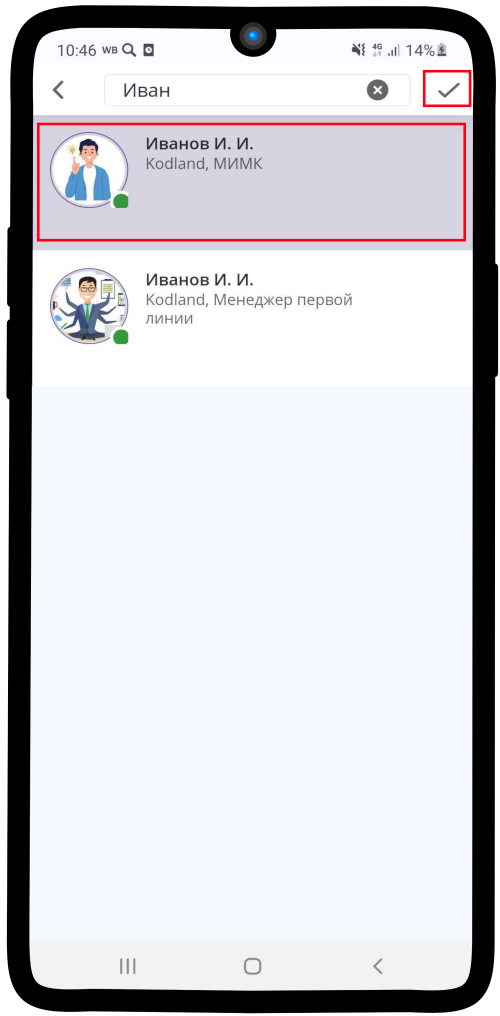 10:46 WB 4G 14%
Иван
Иванов И. И.
Kodland, МИМК
Иванов И. И.
Kodland, Менеджер первой
линии